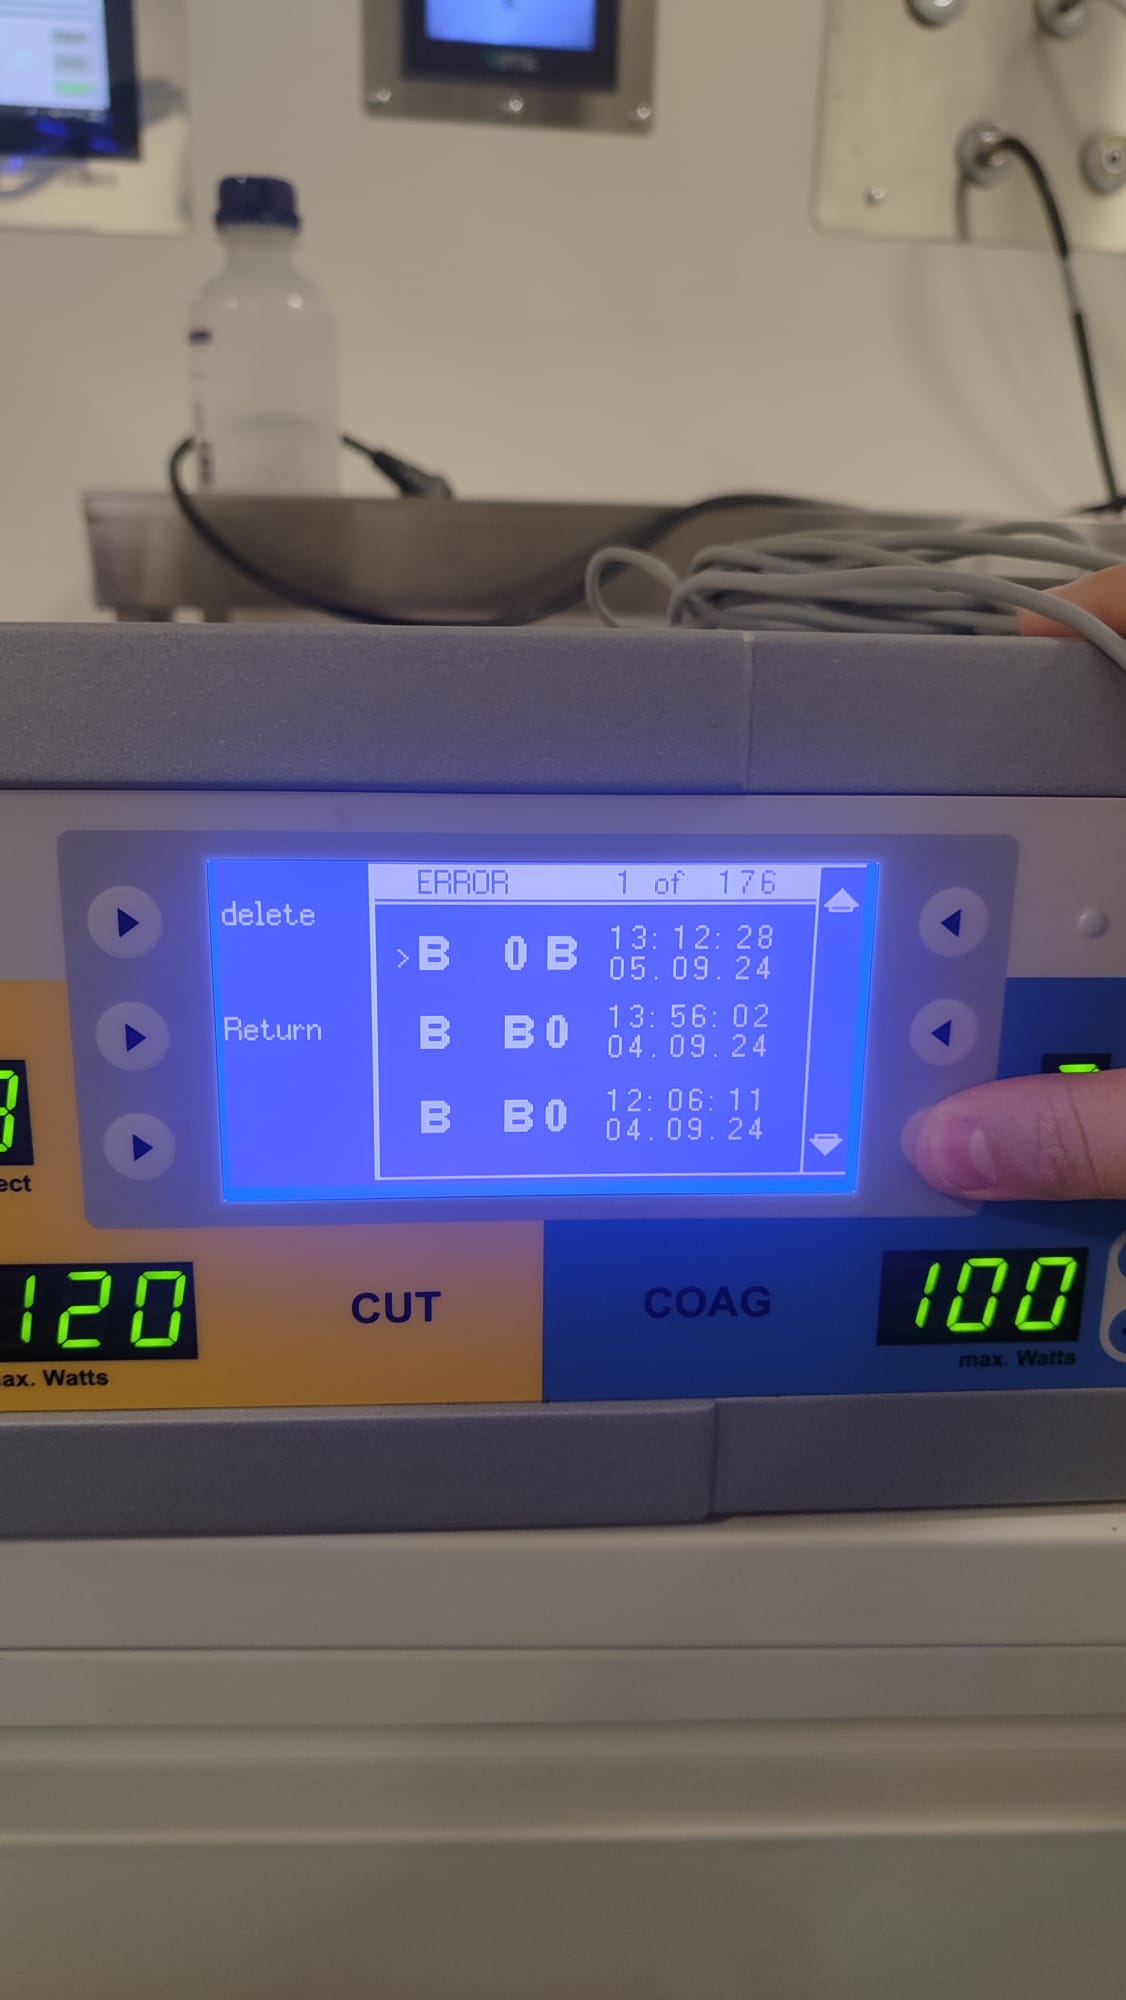 ERROR 1 of 176
delete
>B 0 B 13:12:28
05.09.24
Return
B B0 13:56:02
04.09.24
B B0 12:06:11
04.09.24
ect
120 CUT COAG 100
ax. Watts
max. Watts